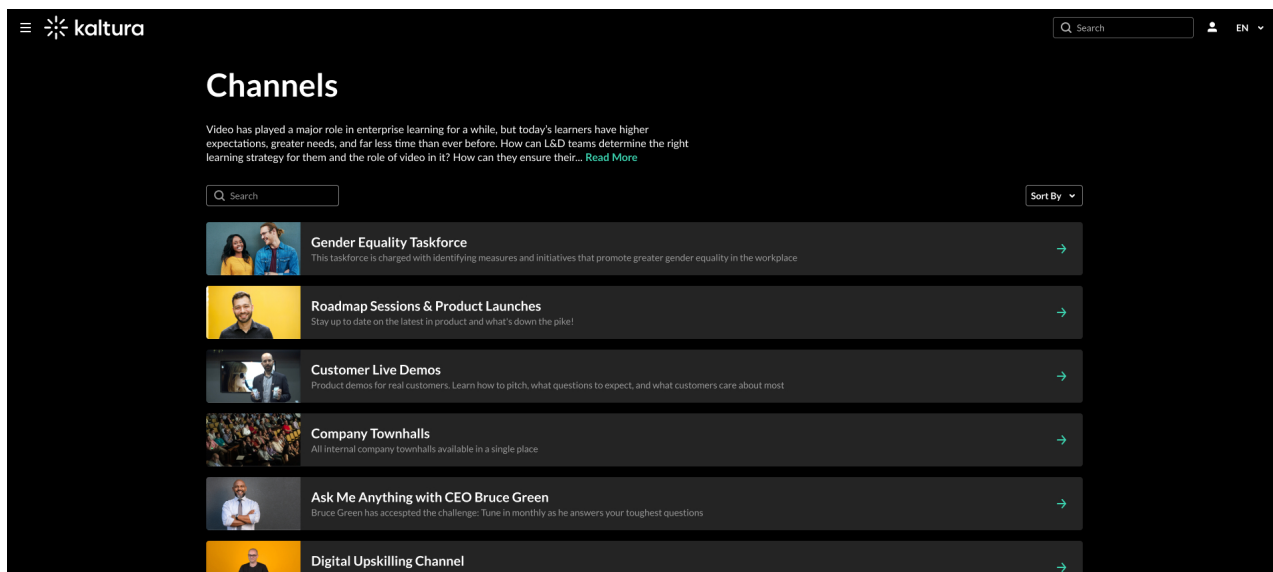 kaltura
Search
EN
Channels
Video has played a major role in enterprise learning for a while, but today's learners have higher
expectations, greater needs, and far less time than ever before. How can L&D teams determine the right
learning strategy for them and the role of video in it? How can they ensure their... Read More
Search
Sort By
Gender Equality Taskforce
This taskforce is charged with identifying measures and initiatives that promote greater gender equality in the workplace
Roadmap Sessions & Product Launches
Stay up to date on the latest in product and what's down the pike!
Customer Live Demos
Product demos for real customers. Learn how to pitch, what questions to expect, and what customers care about most
Company Townhalls
All internal company townhalls available in a single place
Ask Me Anything with CEO Bruce Green
Bruce Green has accespted the challenge: Tune in monthly as he answers your toughest questions
Digital Upskilling Channel